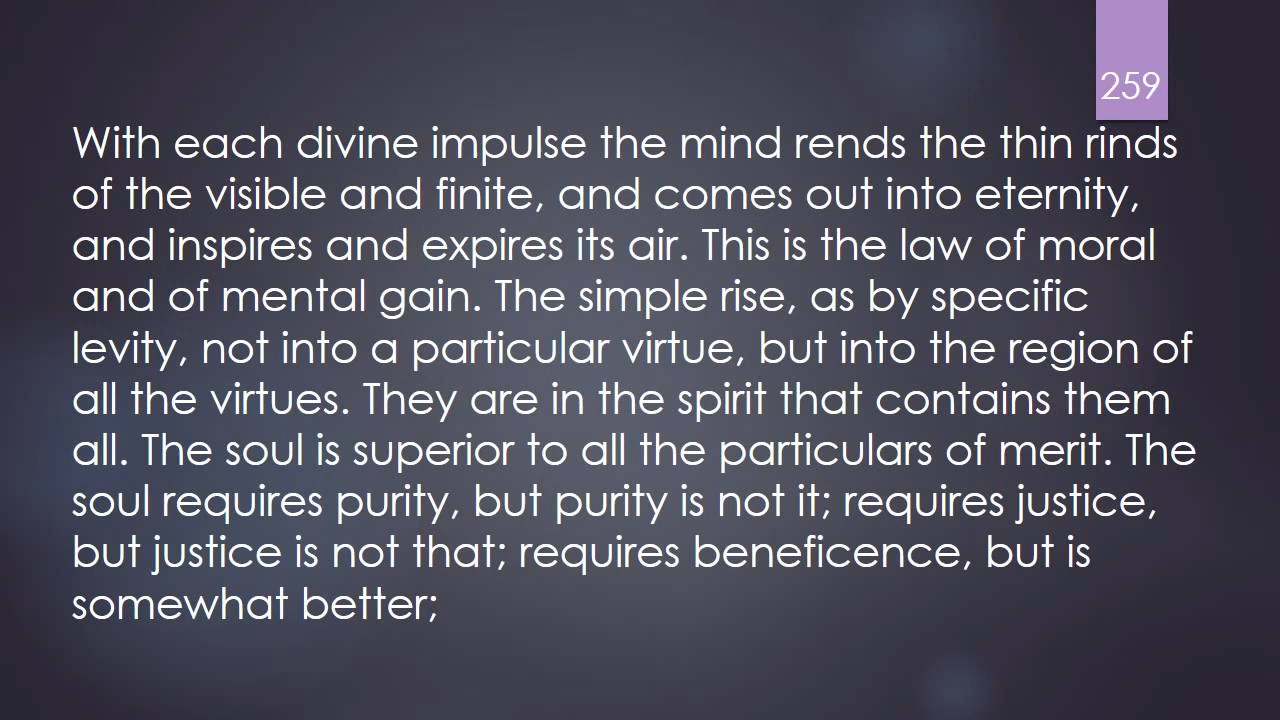 259
With each divine impulse the mind rends the thin rinds
of the visible and finite, and comes out into eternity,
and inspires and expires its air. This is the law of moral
and of mental gain. The simple rise, as by specific
levity, not into a particular virtue, but into the region of
all the virtues. They are in the spirit that contains them
all. The soul is superior to all the particulars of merit. The
soul requires purity, but purity is not it; requires justice,
but justice is not that; requires beneficence, but is
somewhat better;